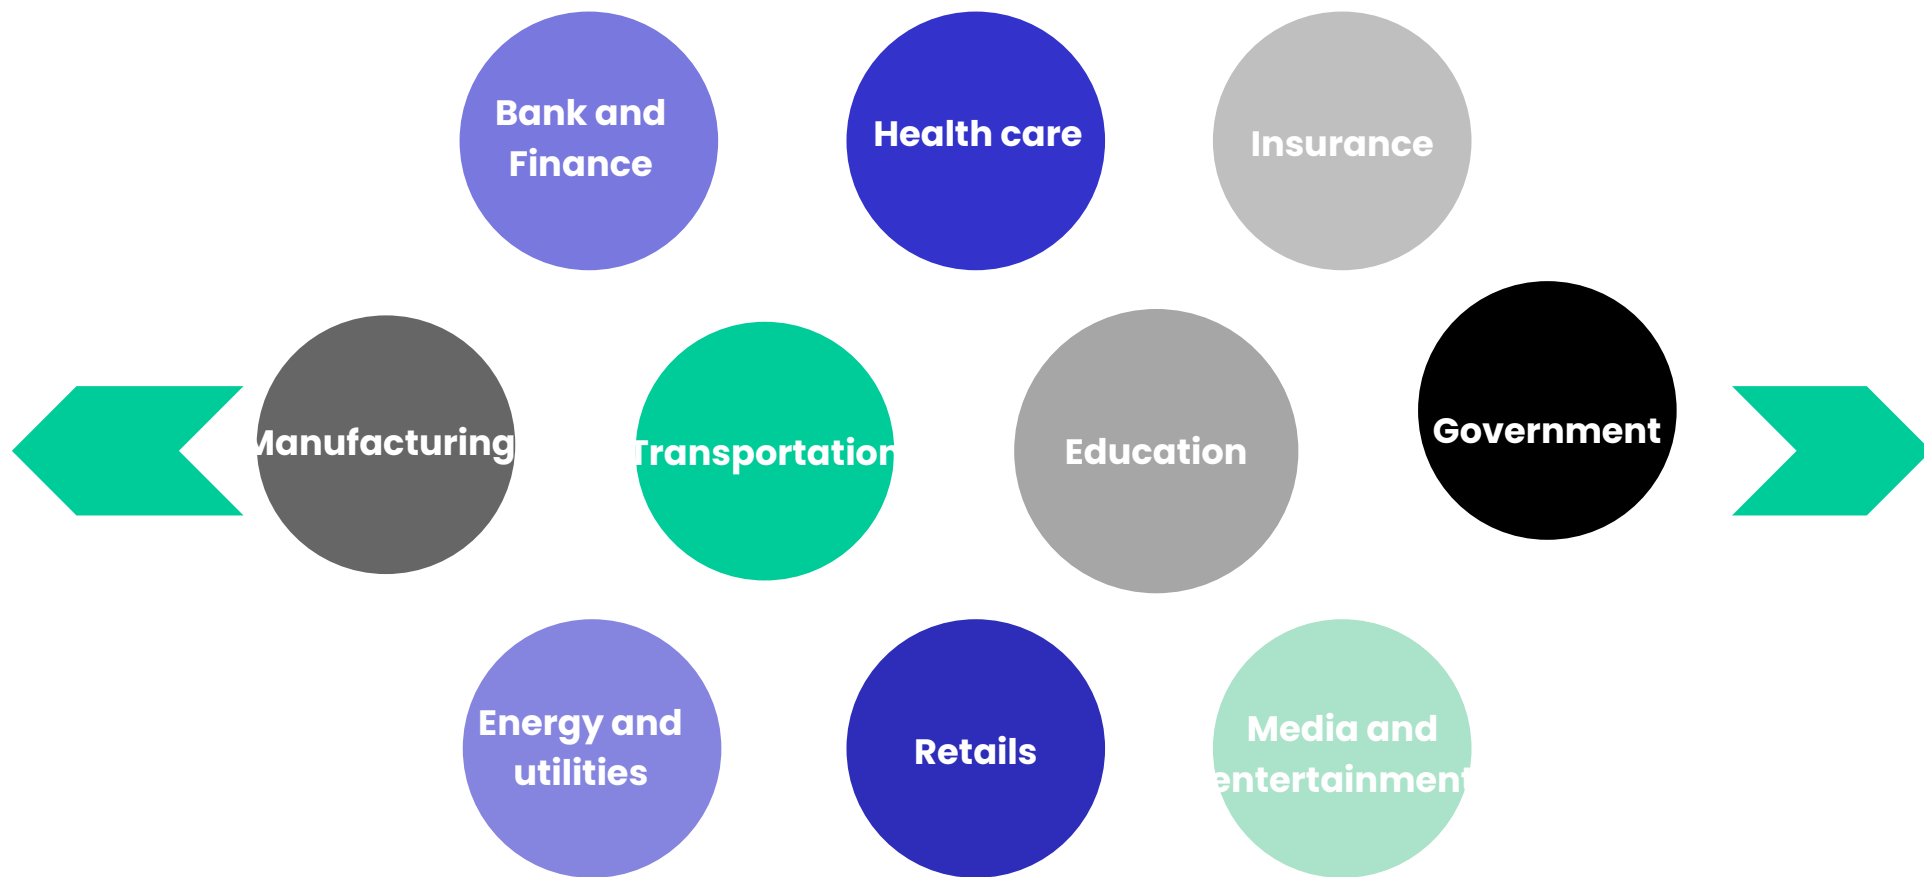 Bank and
Finance
Health care
Insurance
Manufacturing
Transportation
Education
Government
Energy and
utilities
Retails
Media and
entertainment